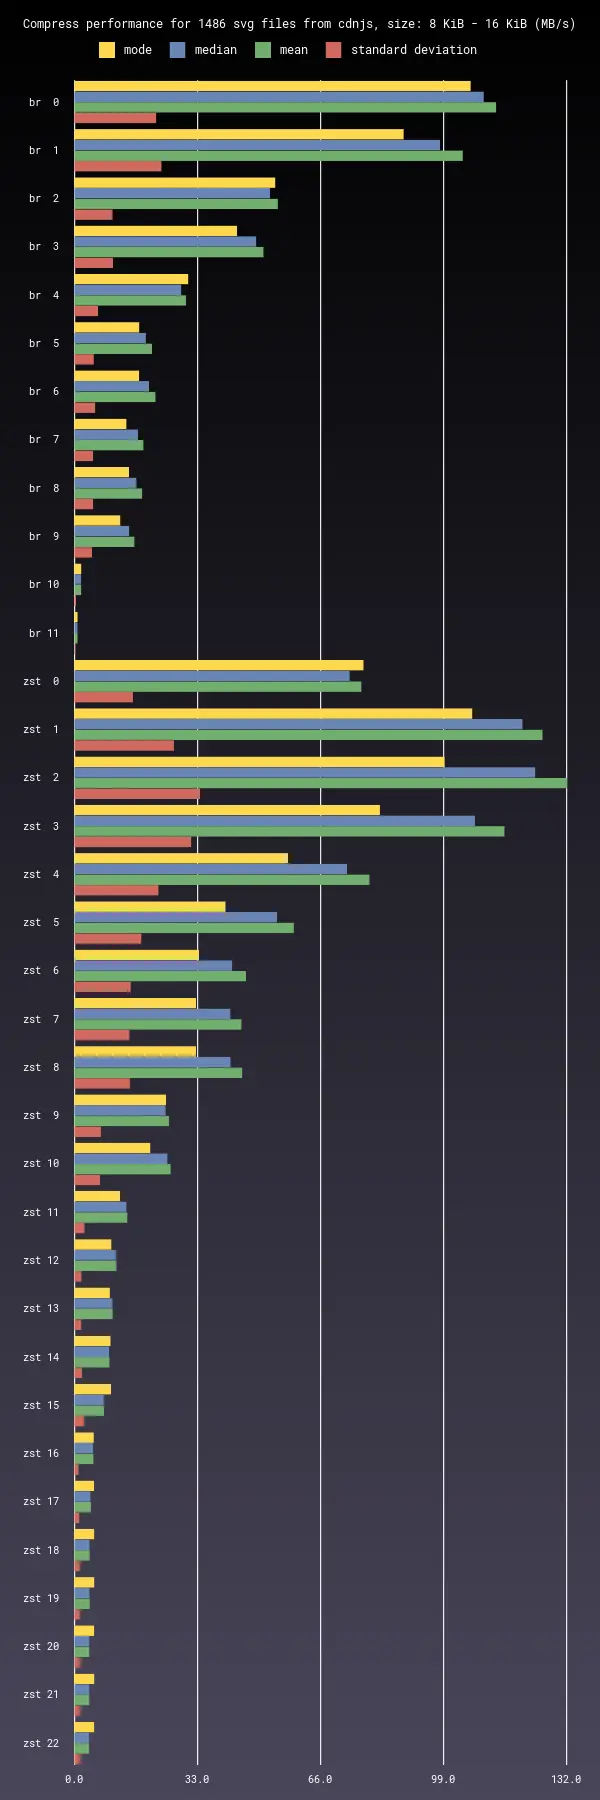 Compress performance for 1486 svg files from cdnjs, size: 8 KiB - 16 KiB (MB/s)
mode median mean standard deviation
br 0
br 1
br 2
br 3
br 4
br 5
br 6
br 7
br 8
br 9
br 10
br 11
zst 0
zst 1
zst 2
zst 3
zst 4
zst 5
zst 6
zst 7
zst 8
zst 9
zst 10
zst 11
zst 12
zst 13
zst 14
zst 15
zst 16
zst 17
zst 18
zst 19
zst 20
zst 21
zst 22
0.0 33.0 66.0 99.0 132.0